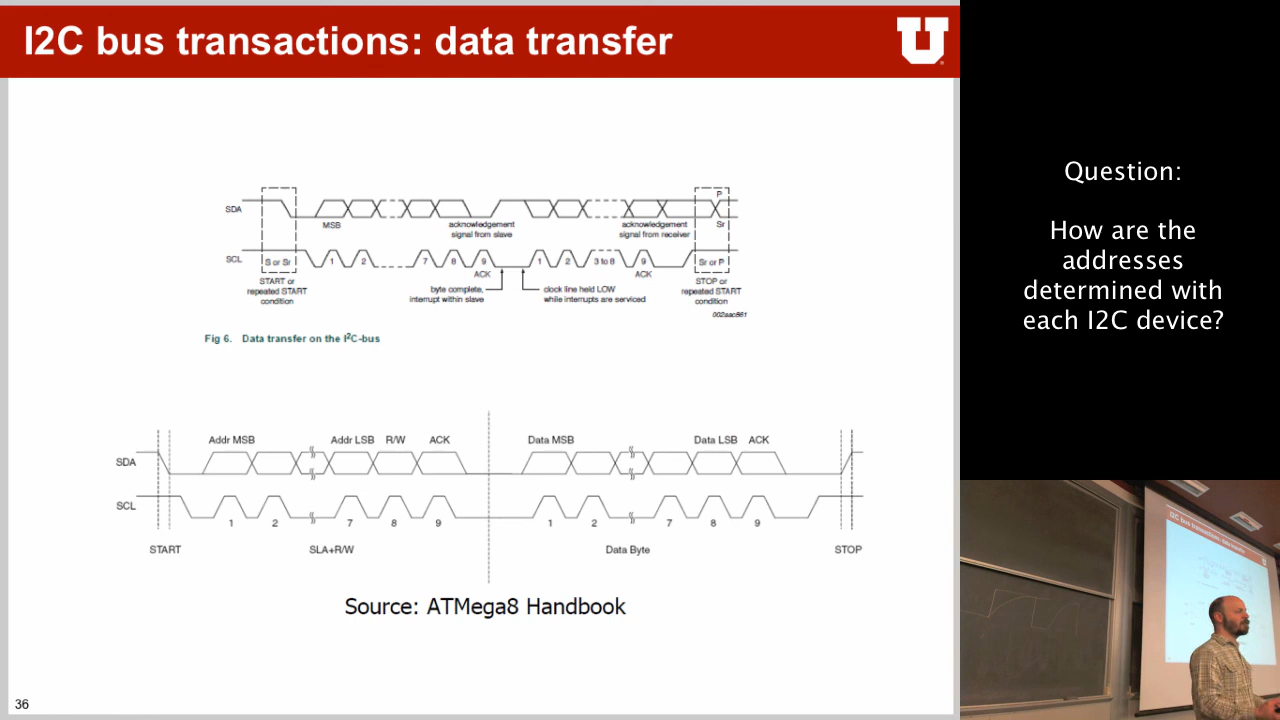 I2C bus transactions: data transfer
U
SDA
MSB
acknowledgement
signal from slave
acknowledgement
signal from receiver
P
Sr
SCL
S or Sr
1
2
7
8
9
ACK
1
2
3 to 8
9
ACK
Sr or P
START or
repeated START
condition
byte complete,
interrupt within slave
clock line held LOW
while interrupts are serviced
STOP or
repeated START
condition
002aac861
Fig 6. Data transfer on the I2C-bus
Addr MSB
Addr LSB
R/W
ACK
Data MSB
Data LSB
ACK
SDA
SCL
1
2
7
8
9
1
2
7
8
9
START
SLA+R/W
Data Byte
STOP
Source: ATMega8 Handbook
36
Question:
How are the
addresses
determined with
each I2C device?
I2C bus transactions: data transfer